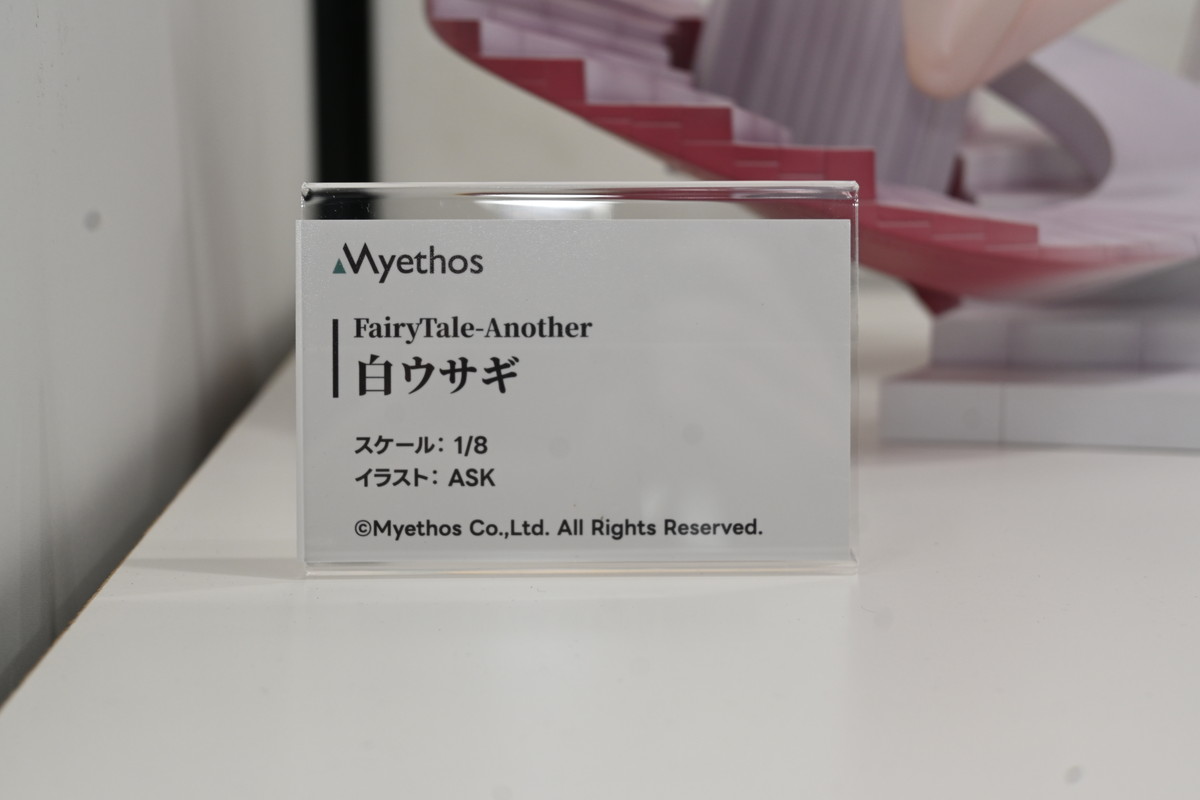 Myethos
FairyTale-Another
白ウサギ
スケール：1/8
イラスト：ASK
©Myethos Co.,Ltd. All Rights Reserved.